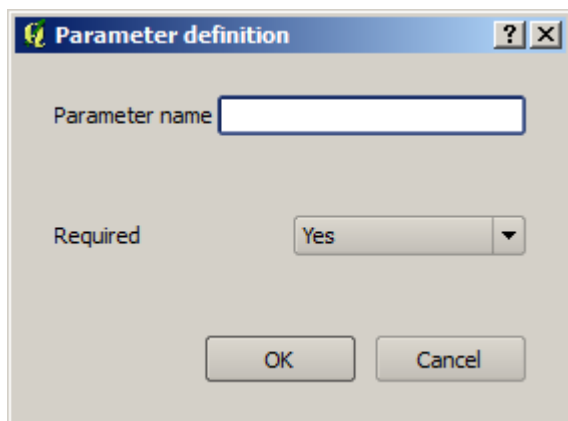 Parameter definition
Parameter name
Required Yes
OK Cancel